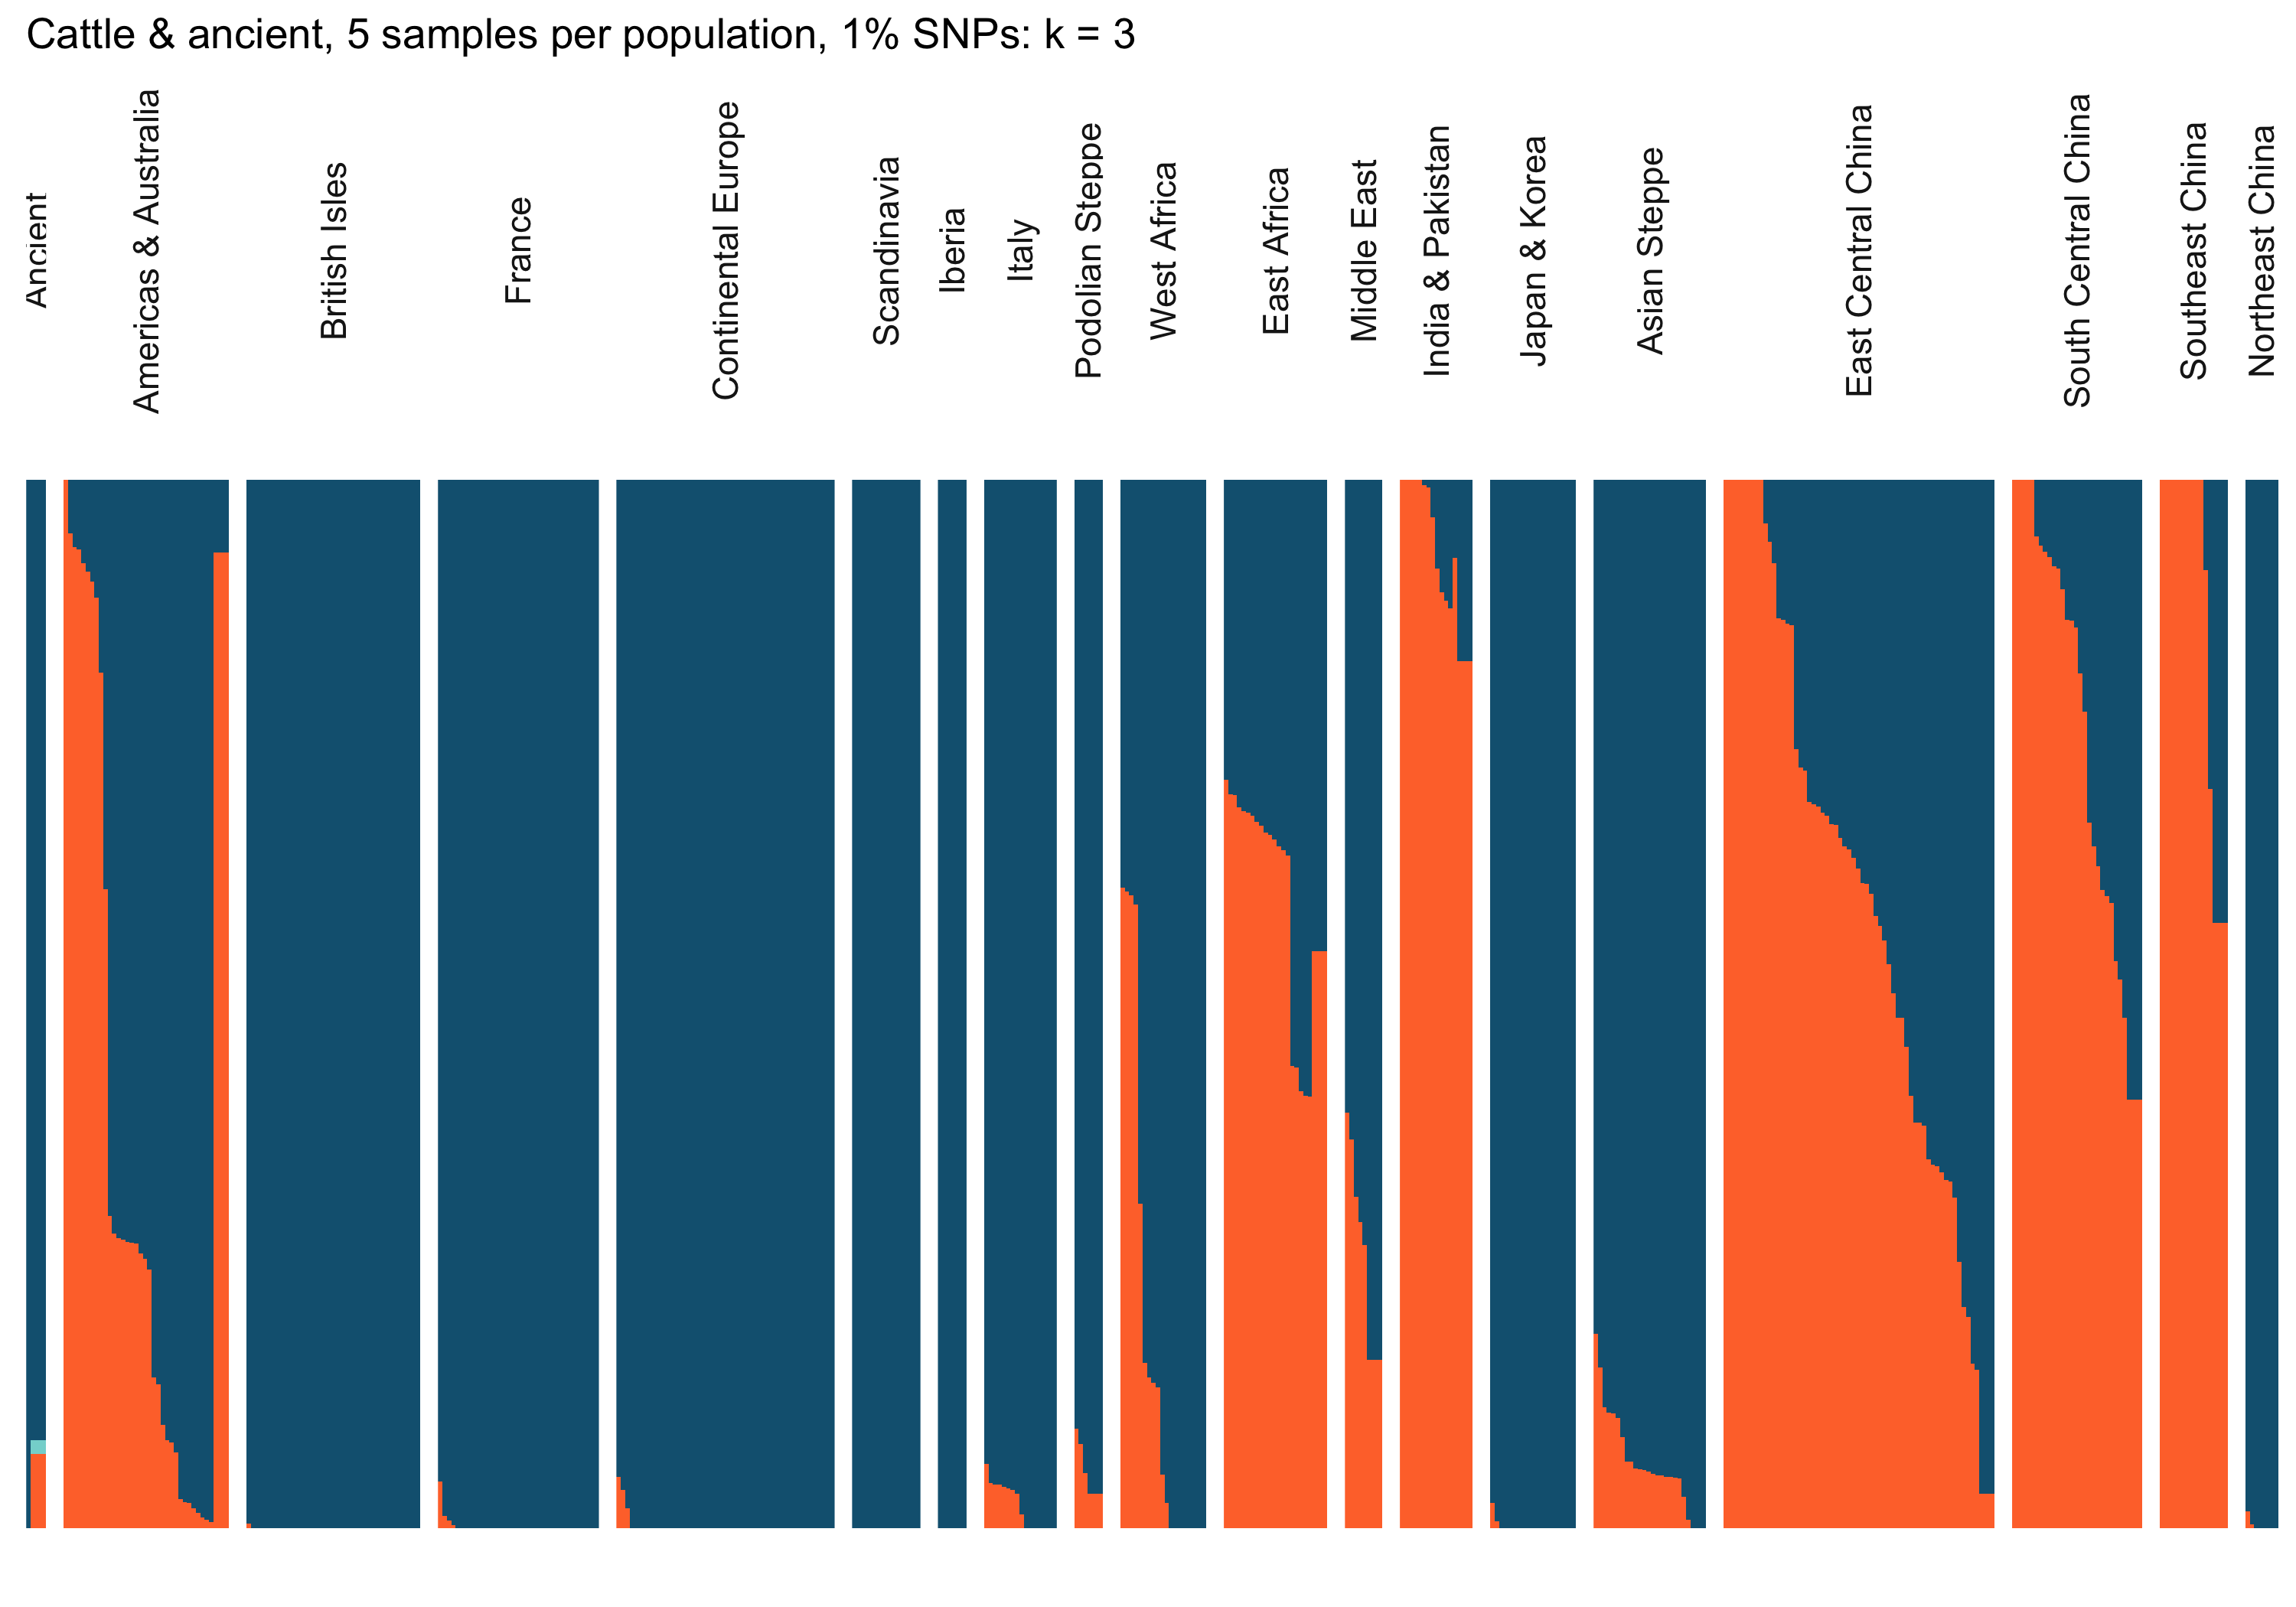 Cattle & ancient, 5 samples per population, 1% SNPs: k = 3
Ancient
Americas & Australia
British Isles
France
Continental Europe
Scandinavia
Iberia
Italy
Podolian Steppe
West Africa
East Africa
Middle East
India & Pakistan
Japan & Korea
Asian Steppe
East Central China
South Central China
Southeast China
Northeast China